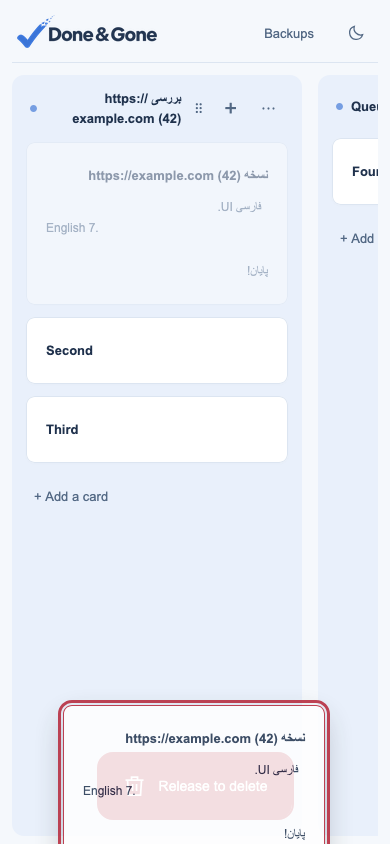 Done & Gone
Backups
بررسی https://
example.com (42)
نسخه https://example.com (42)
فارسی UI.
English 7.
پایان!
Second
Third
+ Add a card
Queu
Four
+ Add
نسخه https://example.com (42)
فارسی UI.
English 7.
Release to delete
پایان!